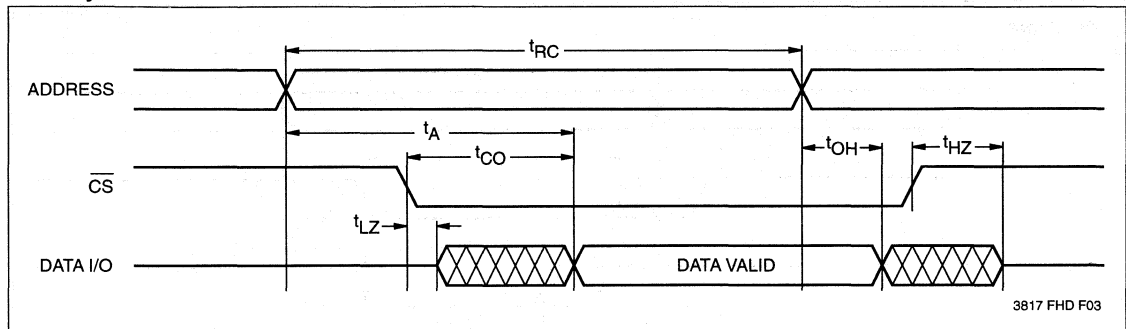 tRC
ADDRESS
tA
tCO
tOH
tHZ
CS
tLZ
DATA I/O
DATA VALID
3817 FHD F03